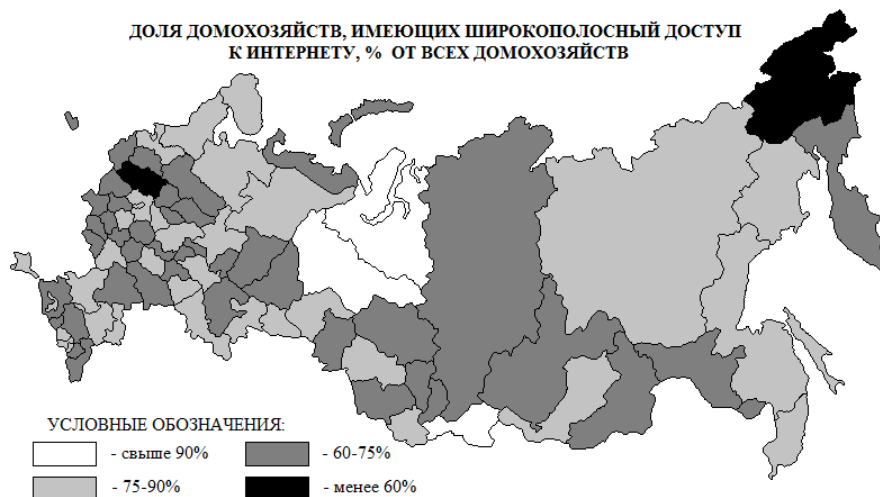 ДОЛЯ ДОМОХОЗЯЙСТВ, ИМЕЮЩИХ ШИРОКОПОЛОСНЫЙ ДОСТУП
К ИНТЕРНЕТУ, % ОТ ВСЕХ ДОМОХОЗЯЙСТВ
УСЛОВНЫЕ ОБОЗНАЧЕНИЯ:
- свыше 90% - 60-75%
- 75-90% - менее 60%